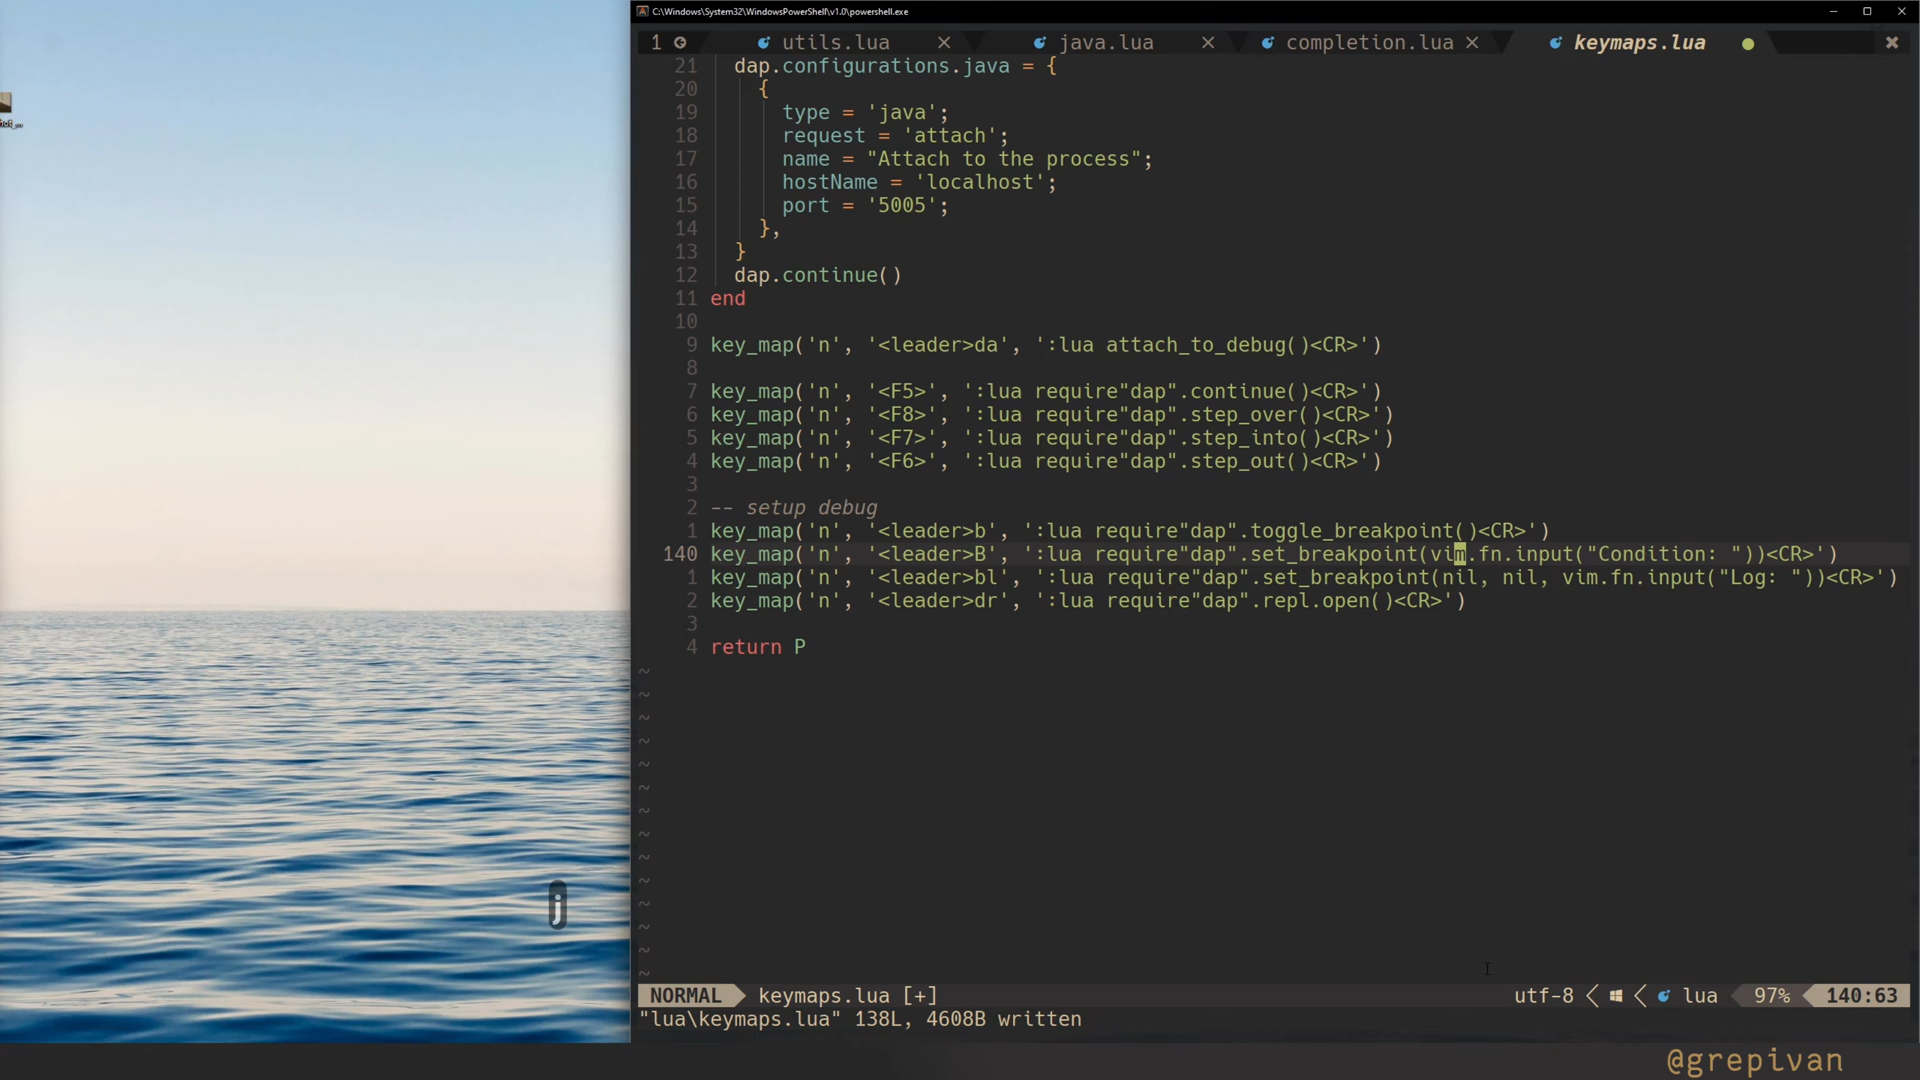 C:\Windows\System32\WindowsPowerShell\v1.0\powershell.exe
1 utils.lua java.lua completion.lua keymaps.lua
21 dap.configurations.java = {
20 {
19 type = 'java';
18 request = 'attach';
17 name = "Attach to the process";
16 hostName = 'localhost';
15 port = '5005';
14 },
13 }
12 dap.continue()
11 end
10
9 key_map('n', '<leader>da', ':lua attach_to_debug()<CR>')
8
7 key_map('n', '<F5>', ':lua require"dap".continue()<CR>')
6 key_map('n', '<F8>', ':lua require"dap".step_over()<CR>')
5 key_map('n', '<F7>', ':lua require"dap".step_into()<CR>')
4 key_map('n', '<F6>', ':lua require"dap".step_out()<CR>')
3
2 -- setup debug
1 key_map('n', '<leader>b', ':lua require"dap".toggle_breakpoint()<CR>')
140 key_map('n', '<leader>B', ':lua require"dap".set_breakpoint(vim.fn.input("Condition: "))<CR>')
1 key_map('n', '<leader>bl', ':lua require"dap".set_breakpoint(nil, nil, vim.fn.input("Log: "))<CR>')
2 key_map('n', '<leader>dr', ':lua require"dap".repl.open()<CR>')
3
4 return P
~
~
~
~
~
~
~
~
~
~
~
~
~
~
j
NORMAL keymaps.lua [+] utf-8 lua 97% 140:63
"lua\keymaps.lua" 138L, 4608B written
@grepivan